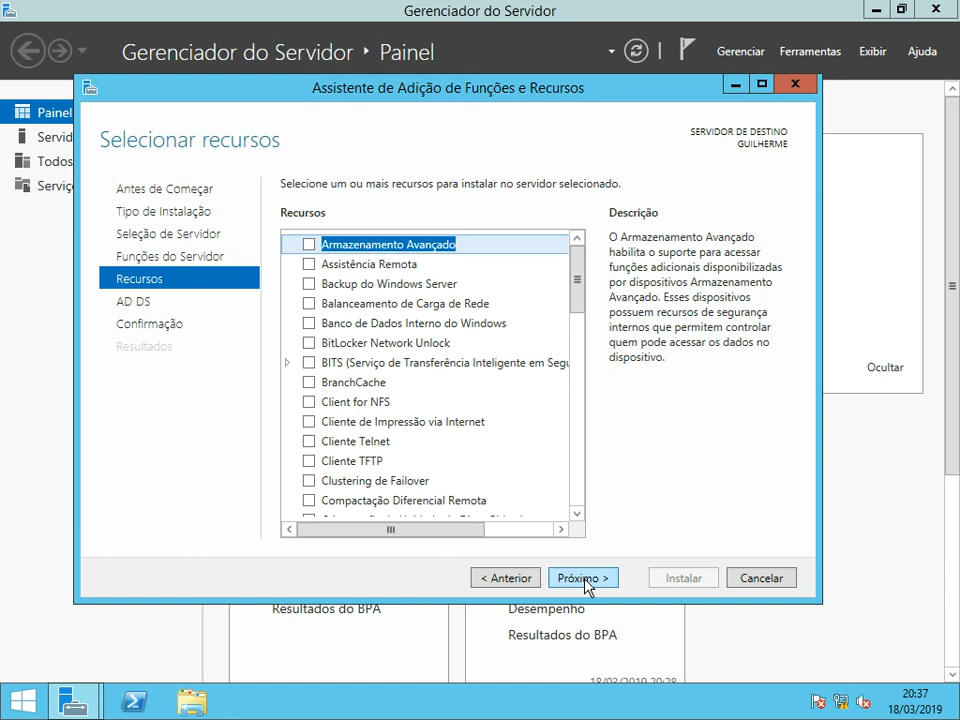 Gerenciador do Servidor
Gerenciador do Servidor ‣ Painel
Gerenciar
Ferramentas
Exibir
Ajuda
Painel
Servid
Todos
Serviç
Assistente de Adição de Funções e Recursos
Selecionar recursos
SERVIDOR DE DESTINO
GUILHERME
Antes de Começar
Tipo de Instalação
Seleção de Servidor
Funções do Servidor
Recursos
AD DS
Confirmação
Resultados
Selecione um ou mais recursos para instalar no servidor selecionado.
Recursos
Armazenamento Avançado
Assistência Remota
Backup do Windows Server
Balanceamento de Carga de Rede
Banco de Dados Interno do Windows
BitLocker Network Unlock
BITS (Serviço de Transferência Inteligente em Segu
BranchCache
Client for NFS
Cliente de Impressão via Internet
Cliente Telnet
Cliente TFTP
Clustering de Failover
Compactação Diferencial Remota
Descrição
O Armazenamento Avançado
habilita o suporte para acessar
funções adicionais disponibilizadas
por dispositivos Armazenamento
Avançado. Esses dispositivos
possuem recursos de segurança
internos que permitem controlar
quem pode acessar os dados no
dispositivo.
Ocultar
< Anterior
Próximo >
Instalar
Cancelar
Resultados do BPA
Desempenho
Resultados do BPA
18/03/2019 20:28
20:37
18/03/2019